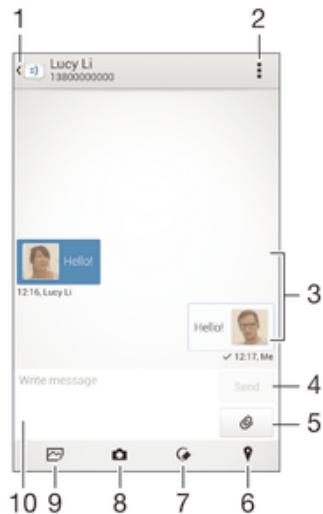 1
2
:)
Lucy Li
13800000000
Hello!
12:16, Lucy Li
3
Hello!
✓ 12:17, Me
Write message
Send
4
5
10
9
8
7
6